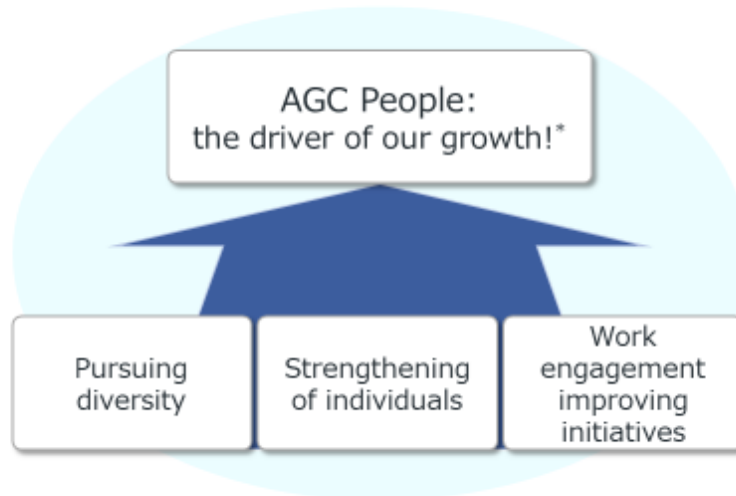 AGC People:
the driver of our growth!*
Pursuing
diversity
Strengthening
of individuals
Work
engagement
improving
initiatives